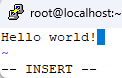 root@localhost:~
Hello world!
~
-- INSERT --